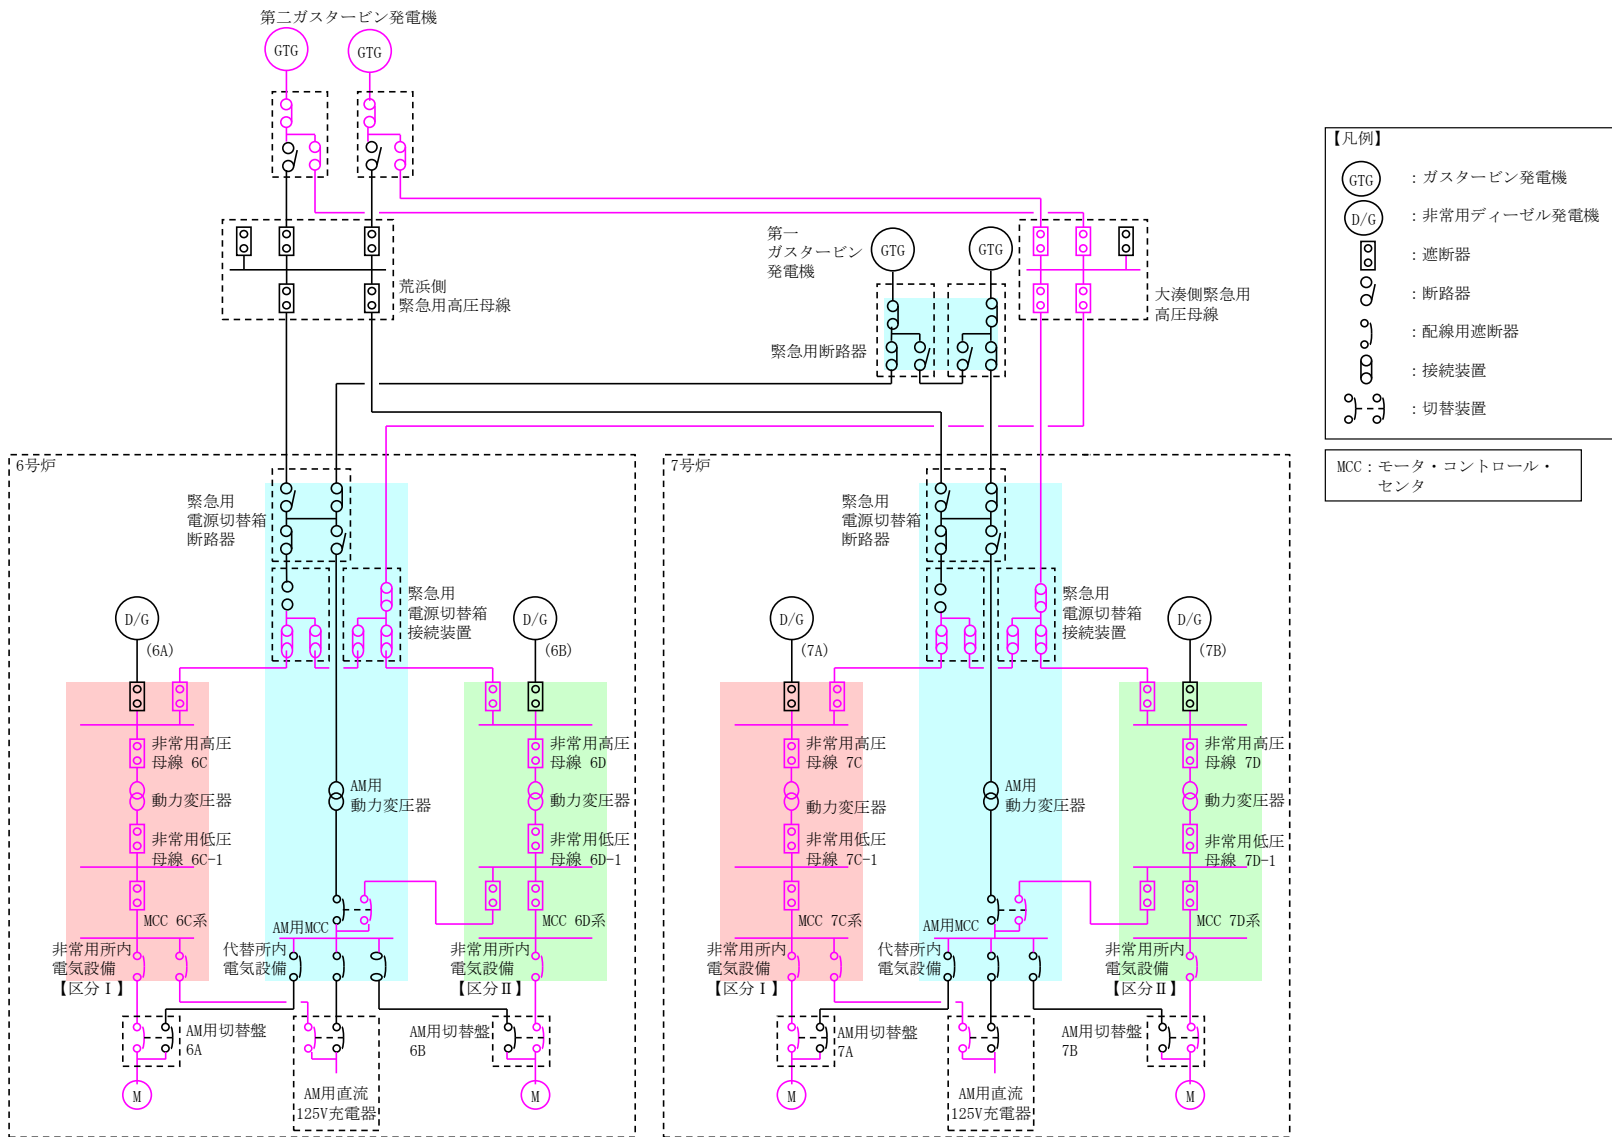 第二ガスタービン発電機
GTG
GTG
荒浜側
緊急用高圧母線
第一
ガスタービン
発電機
GTG
GTG
緊急用断路器
大湊側緊急用
高圧母線
【凡例】
GTG
：ガスタービン発電機
D/G
：非常用ディーゼル発電機
：遮断器
：断路器
：配線用遮断器
：接続装置
：切替装置
MCC：モータ・コントロール・
センタ
6号炉
緊急用
電源切替箱
断路器
緊急用
電源切替箱
接続装置
D/G
(6A)
D/G
(6B)
非常用高圧
母線 6C
動力変圧器
非常用低圧
母線 6C-1
MCC 6C系
非常用所内
電気設備
【区分Ⅰ】
AM用
動力変圧器
AM用MCC
代替所内
電気設備
非常用高圧
母線 6D
動力変圧器
非常用低圧
母線 6D-1
MCC 6D系
非常用所内
電気設備
【区分Ⅱ】
AM用切替盤
6A
AM用切替盤
6B
M
AM用直流
125V充電器
M
7号炉
緊急用
電源切替箱
断路器
緊急用
電源切替箱
接続装置
D/G
(7A)
D/G
(7B)
非常用高圧
母線 7C
動力変圧器
非常用低圧
母線 7C-1
MCC 7C系
非常用所内
電気設備
【区分Ⅰ】
AM用
動力変圧器
AM用MCC
代替所内
電気設備
非常用高圧
母線 7D
動力変圧器
非常用低圧
母線 7D-1
MCC 7D系
非常用所内
電気設備
【区分Ⅱ】
AM用切替盤
7A
AM用切替盤
7B
M
AM用直流
125V充電器
M